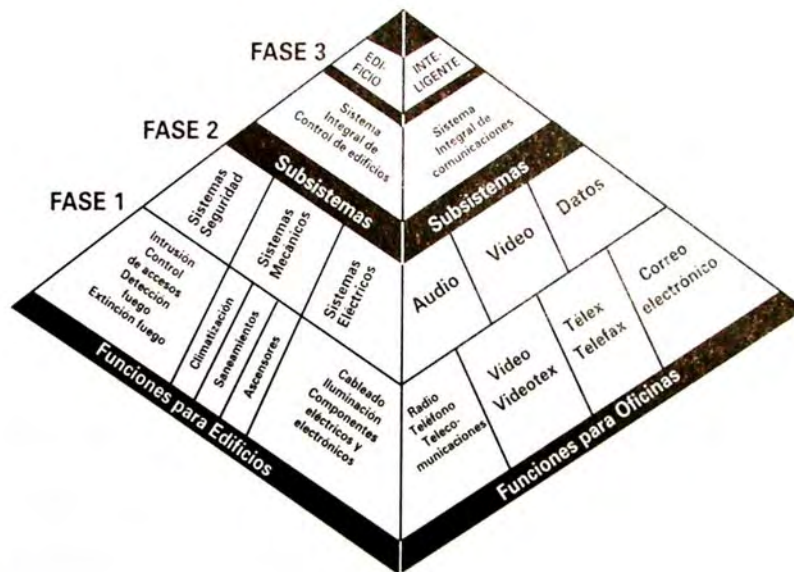 FASE 3
EDI-
FICIO
INTE-
LIGENTE
FASE 2
Sistema
Integral de
Control de edificios
Sistema
Integral de
comunicaciones
Subsistemas
Subsistemas
FASE 1
Sistemas
Seguridad
Sistemas
Mecánicos
Sistemas
Eléctricos
Audio
Video
Datos
Intrusión
Control
de accesos
Detección
fuego
Extinción fuego
Climatización
Saneamientos
Ascensores
Cableado
Iluminación
Componentes
eléctricos y
electrónicos
Radio
Teléfono
Teleco-
municaciones
Video
Videotex
Télex
Telefax
Correo
electrónico
Funciones para Edificios
Funciones para Oficinas